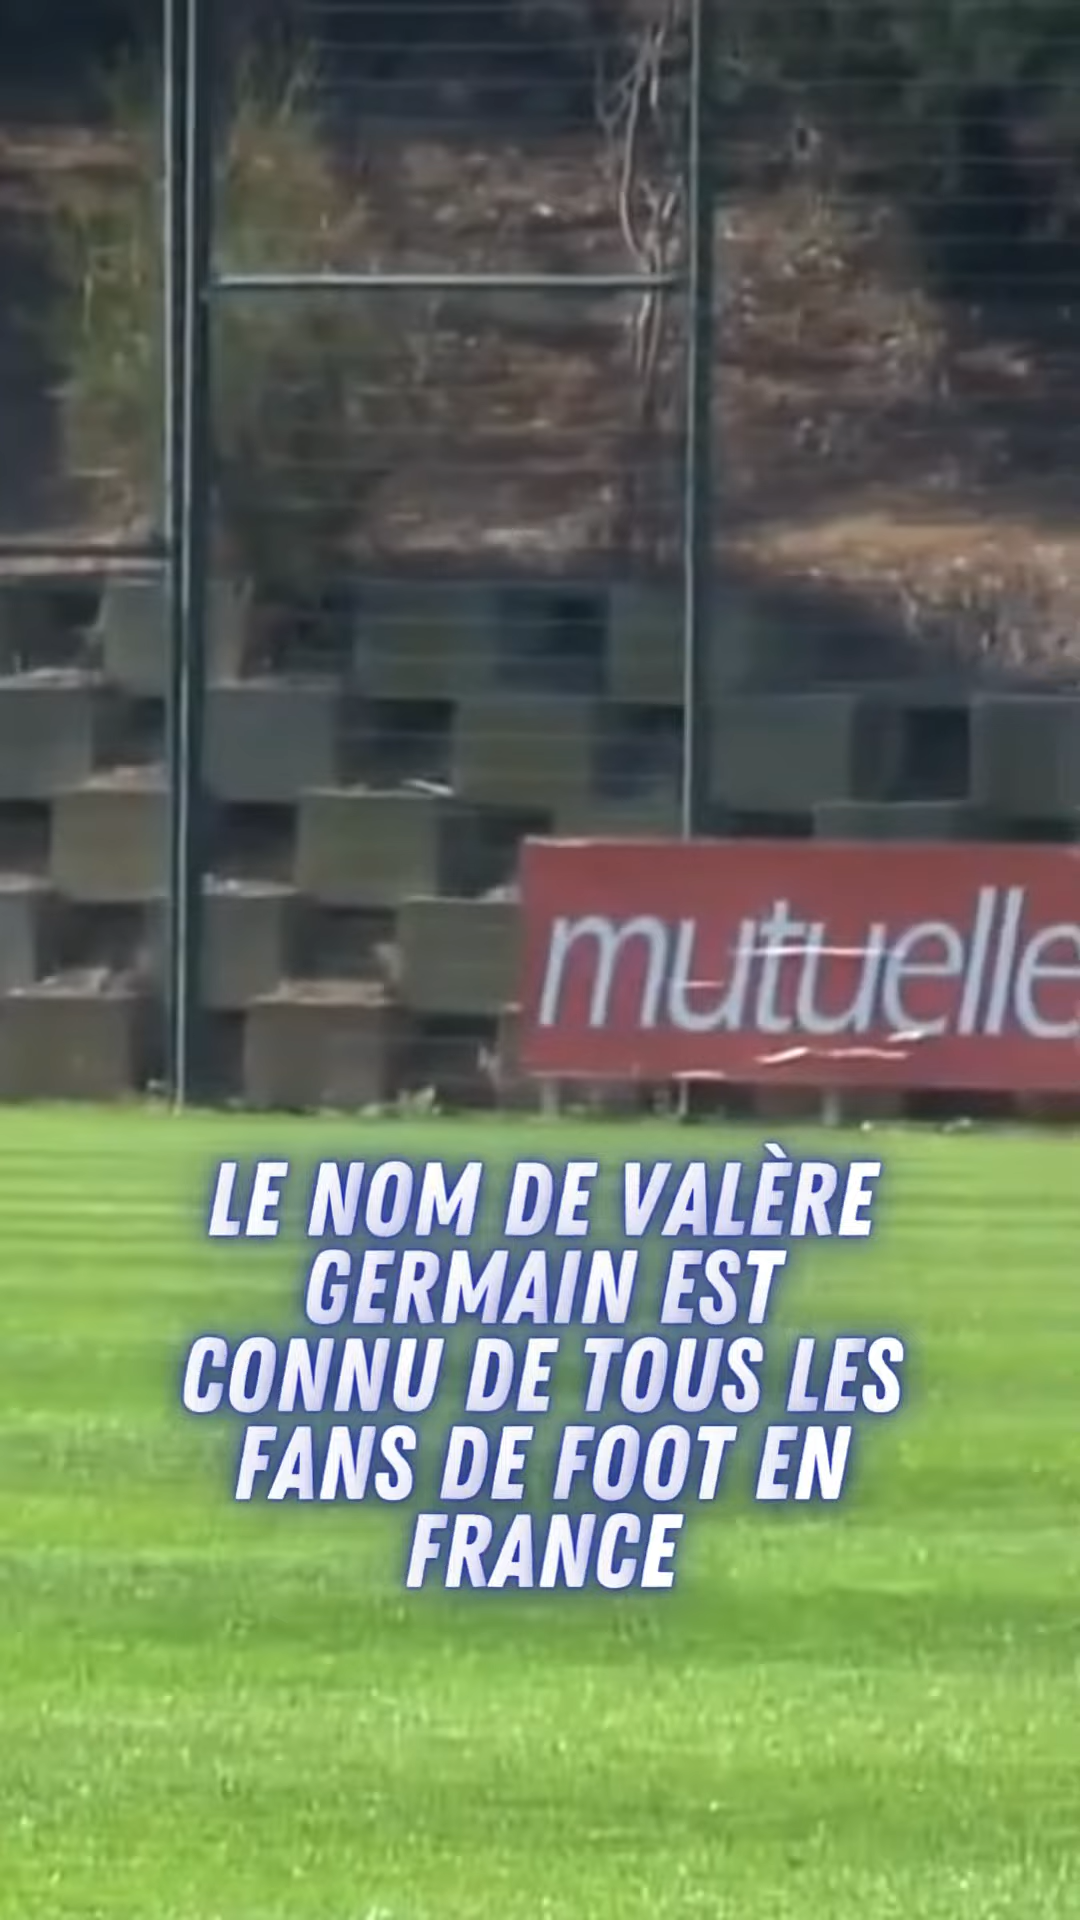 mutuelle
LE NOM DE VALÈRE
GERMAIN EST
CONNU DE TOUS LES
FANS DE FOOT EN
FRANCE